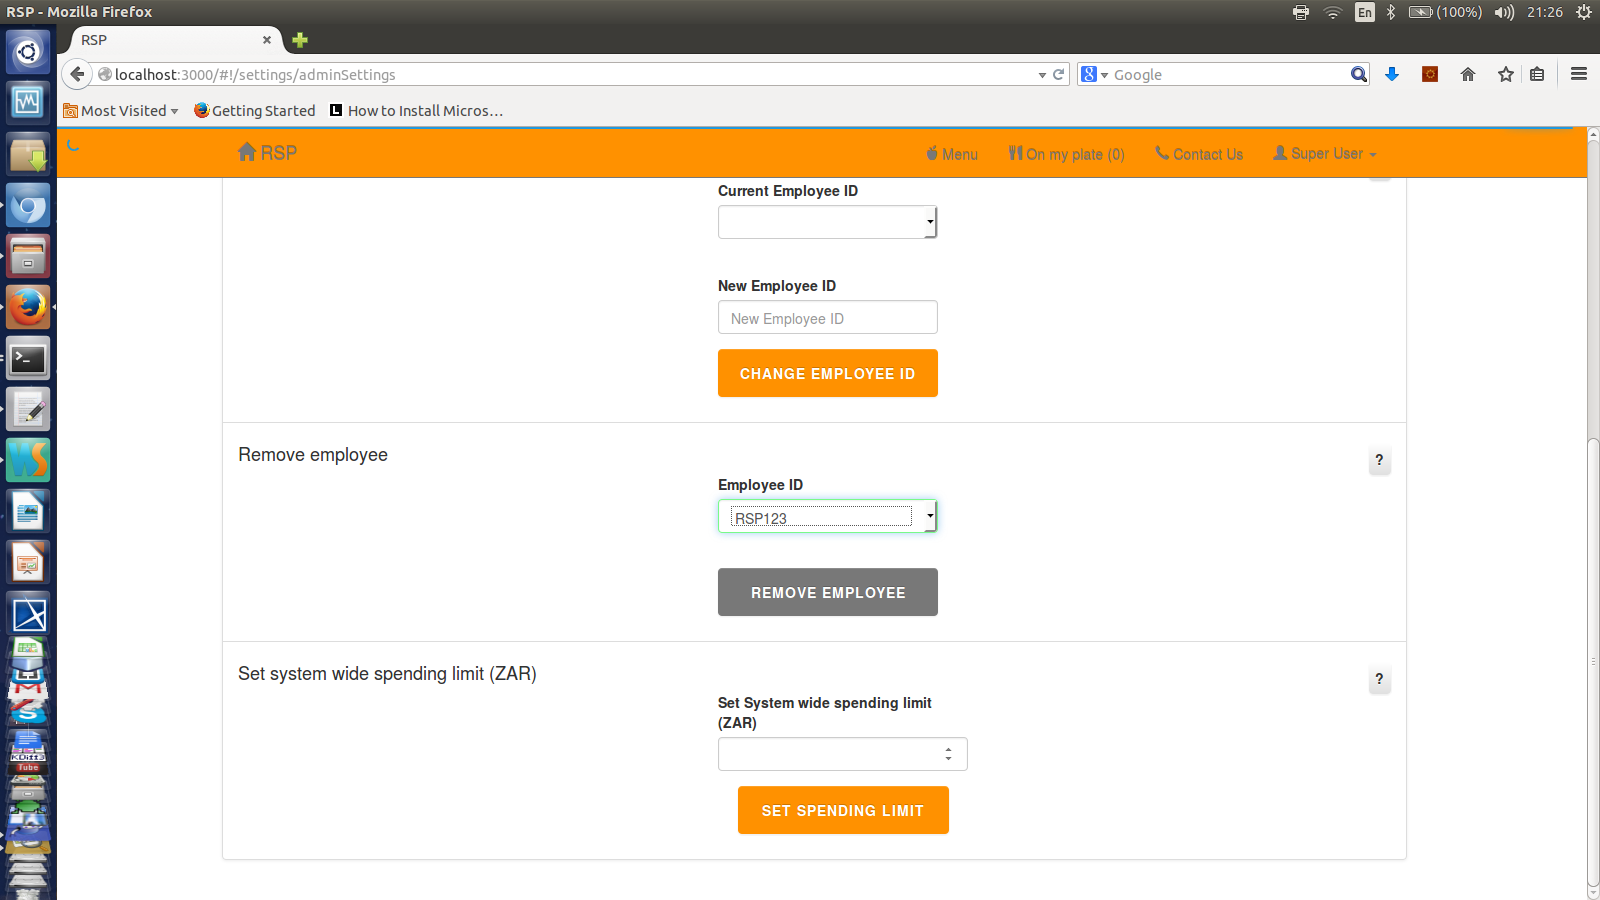 RSP - Mozilla Firefox
En
(100%)
21:26
RSP
localhost:3000/#!/settings/adminSettings
Google
Most Visited
Getting Started
How to Install Micros...
RSP
Menu
On my plate (0)
Contact Us
Super User
Current Employee ID
New Employee ID
New Employee ID
CHANGE EMPLOYEE ID
Remove employee
?
Employee ID
RSP123
REMOVE EMPLOYEE
Set system wide spending limit (ZAR)
?
Set System wide spending limit
(ZAR)
SET SPENDING LIMIT
KDiff3
Tube